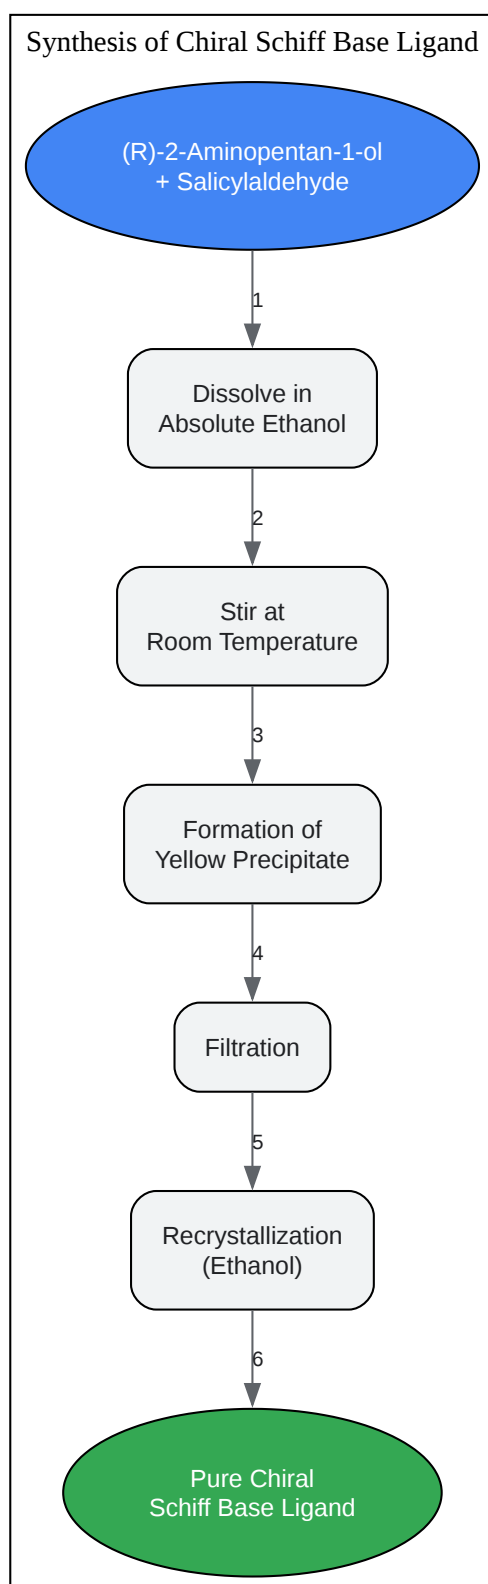 Synthesis of Chiral Schiff Base Ligand
(R)-2-Aminopentan-1-ol
+ Salicylaldehyde
1
Dissolve in
Absolute Ethanol
2
Stir at
Room Temperature
3
Formation of
Yellow Precipitate
4
Filtration
5
Recrystallization
(Ethanol)
6
Pure Chiral
Schiff Base Ligand